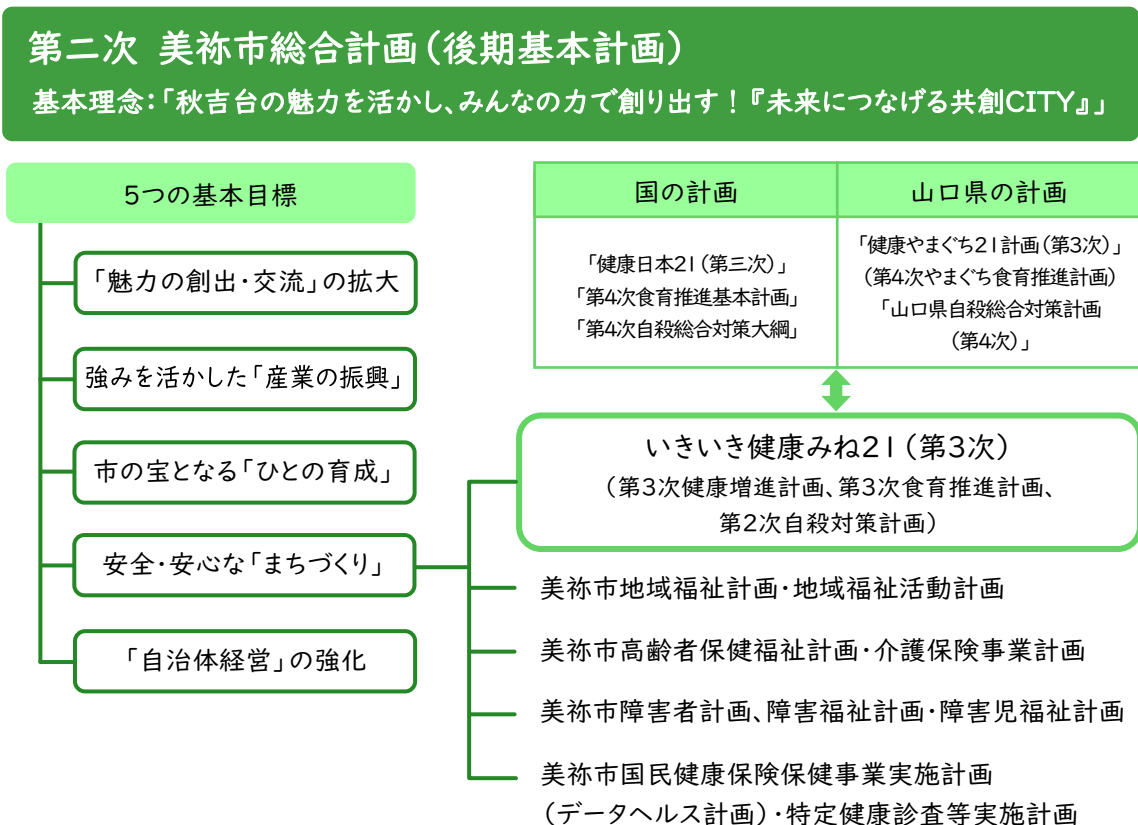 第二次 美祢市総合計画(後期基本計画)
基本理念:「秋吉台の魅力を活かし、みんなの力で創り出す!『未来につなげる共創CITY』」
5つの基本目標
「魅力の創出・交流」の拡大
強みを活かした「産業の振興」
市の宝となる「ひとの育成」
安全・安心な「まちづくり」
「自治体経営」の強化
国の計画
「健康日本21(第三次)」
「第4次食育推進基本計画」
「第4次自殺総合対策大綱」
山口県の計画
「健康やまぐち21計画(第3次)」
(第4次やまぐち食育推進計画)
「山口県自殺総合対策計画
(第4次)」
いきいき健康みね21(第3次)
(第3次健康増進計画、第3次食育推進計画、
第2次自殺対策計画)
美祢市地域福祉計画・地域福祉活動計画
美祢市高齢者保健福祉計画・介護保険事業計画
美祢市障害者計画、障害福祉計画・障害児福祉計画
美祢市国民健康保険保健事業実施計画
(データヘルス計画)・特定健康診査等実施計画